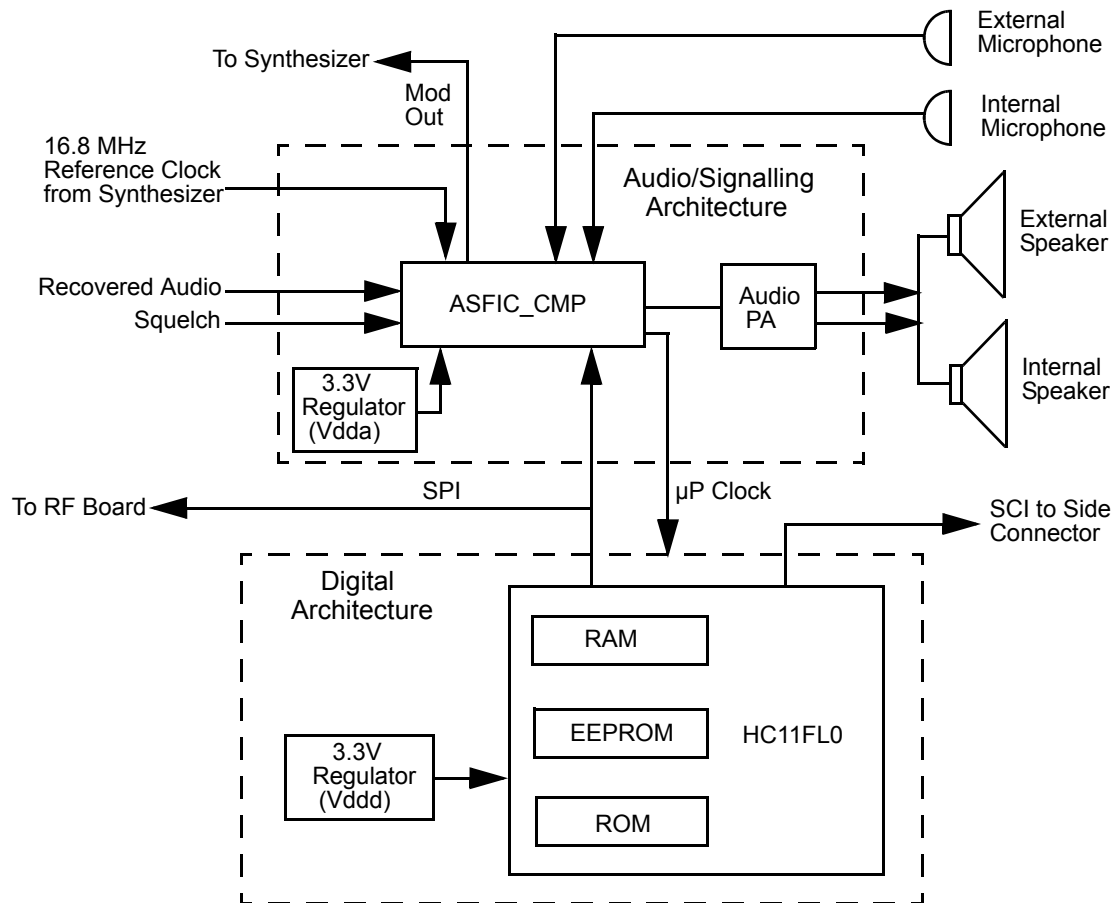 External
Microphone
To Synthesizer
Mod
Out
Internal
Microphone
16.8 MHz
Reference Clock
from Synthesizer
Audio/Signalling
Architecture
External
Speaker
Recovered Audio
Squelch
ASFIC_CMP
Audio
PA
3.3V
Regulator
(Vdda)
Internal
Speaker
To RF Board
SPI
µP Clock
SCI to Side
Connector
Digital
Architecture
RAM
EEPROM
HC11FL0
3.3V
Regulator
(Vddd)
ROM